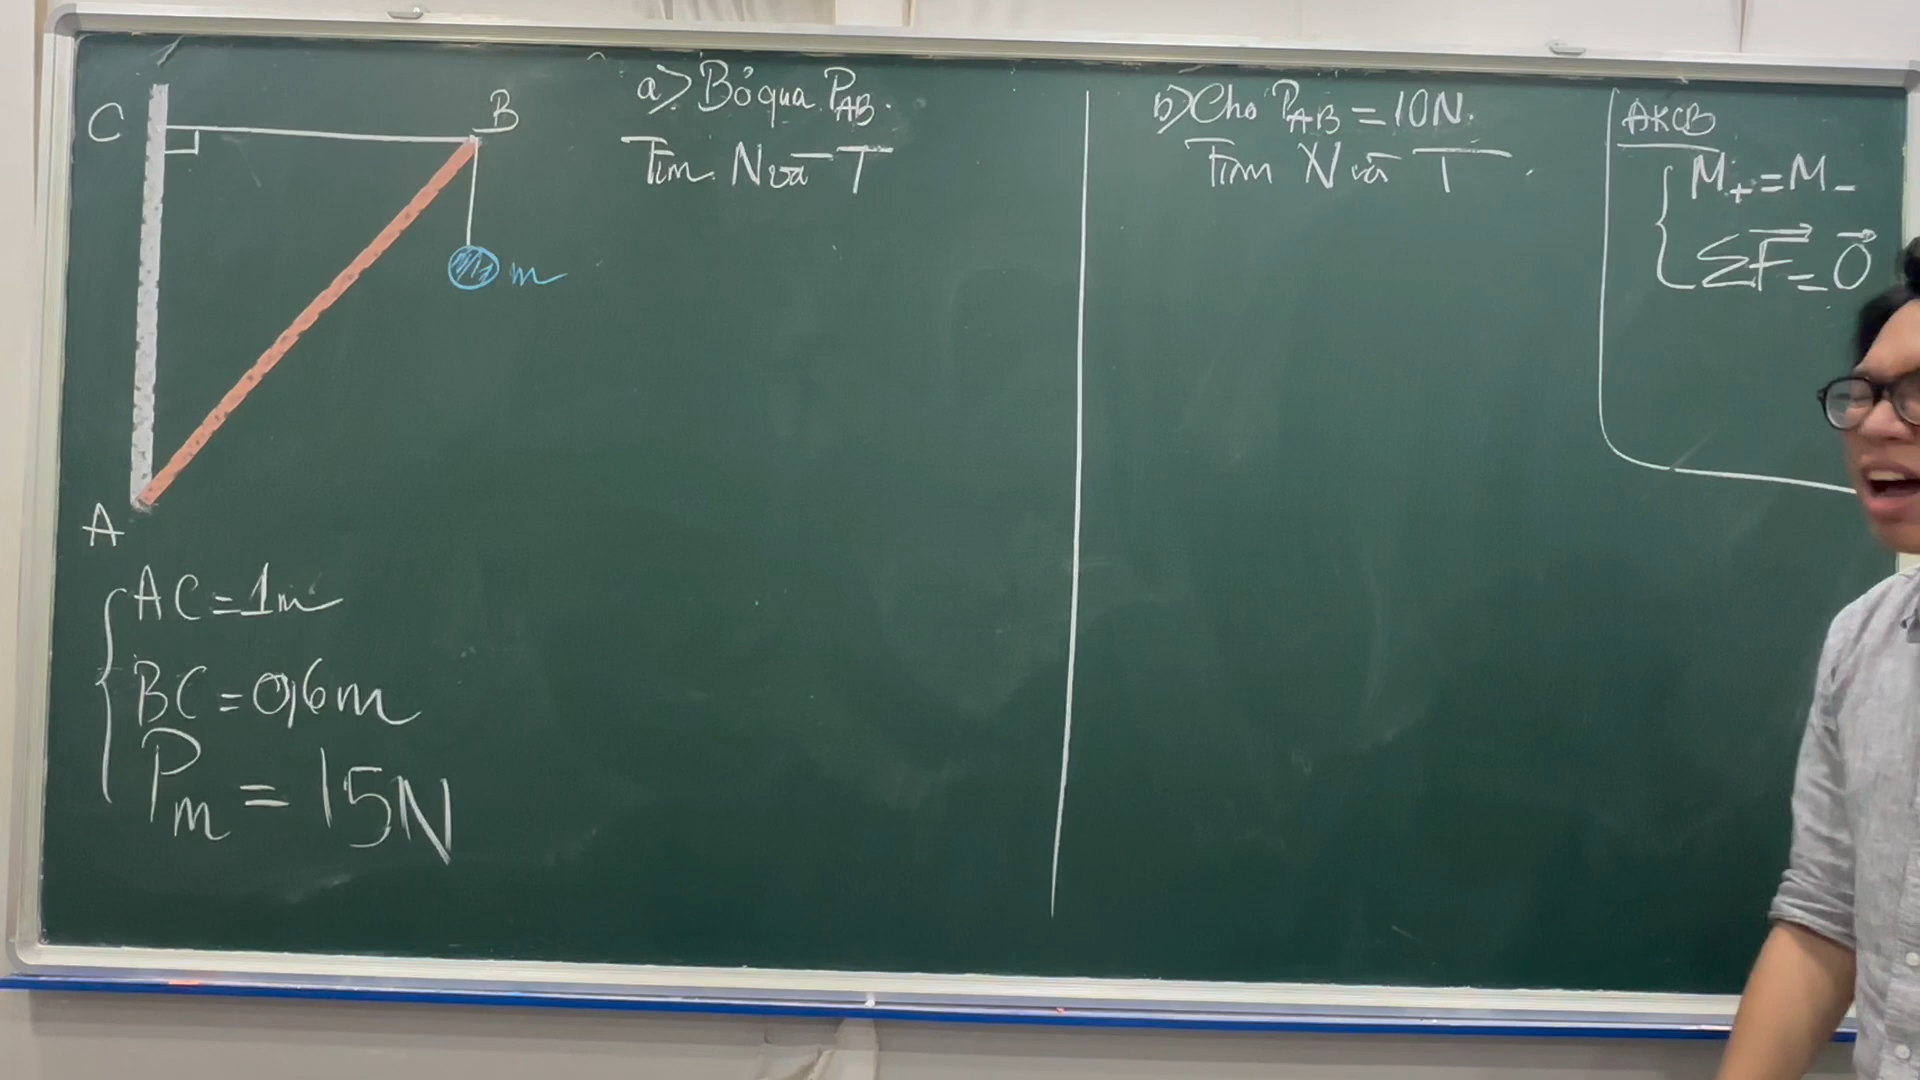 C
B
m
A
AC = 1m
BC = 0,6m
Pm = 15N
a) Bỏ qua PAB.
Tìm N và T
b) Cho PAB = 10N.
Tìm N và T
ĐKCB
M+ = M-
ΣF = 0